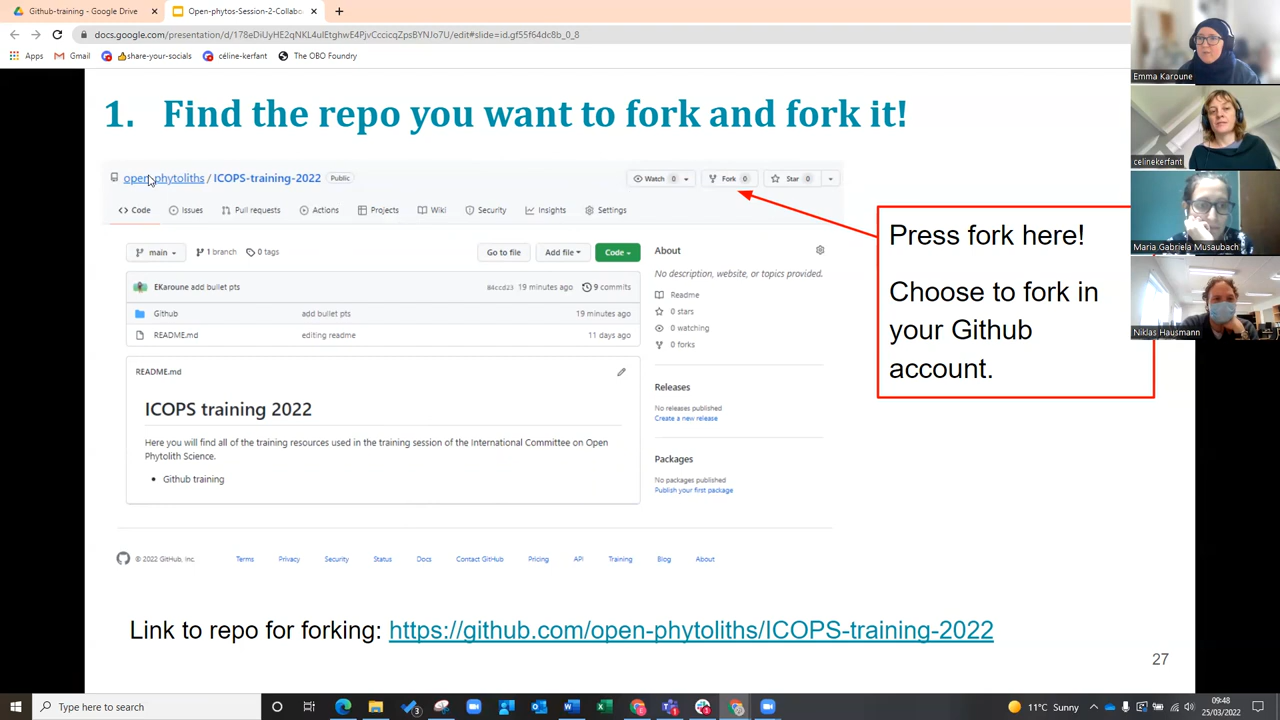 Github-training - Google Drive
Open-phytos-Session-2-Collabo
docs.google.com/presentation/d/178eDiUyHE2qNKL4uIEtghwE4PjvCccicqZpsBYNJo7U/edit#slide=id.gf55f64dc8b_0_8
Apps
Gmail
share-your-socials
céline-kerfant
The OBO Foundry
1. Find the repo you want to fork and fork it!
open-phytoliths / ICOPS-training-2022 Public
Watch 0
Fork 0
Star 0
Code
Issues
Pull requests
Actions
Projects
Wiki
Security
Insights
Settings
main
1 branch
0 tags
Go to file
Add file
Code
EKaroune add bullet pts
84ccd23 19 minutes ago
9 commits
Github
add bullet pts
19 minutes ago
README.md
editing readme
11 days ago
README.md
ICOPS training 2022
Here you will find all of the training resources used in the training session of the International Committee on Open
Phytolith Science.
• Github training
About
No description, website, or topics provided.
Readme
0 stars
0 watching
0 forks
Releases
No releases published
Create a new release
Packages
No packages published
Publish your first package
© 2022 GitHub, Inc.
Terms
Privacy
Security
Status
Docs
Contact GitHub
Pricing
API
Training
Blog
About
Press fork here!
Choose to fork in
your Github
account.
Link to repo for forking: https://github.com/open-phytoliths/ICOPS-training-2022
27
Emma Karoune
celinekerfant
Maria Gabriela Musaubach
Niklas Hausmann
Type here to search
11°C Sunny
09:48
25/03/2022